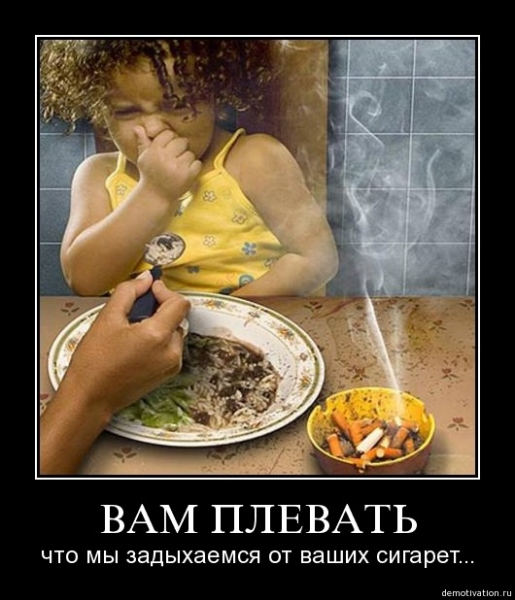 ВАМ ПЛЕВАТЬ
что мы задыхаемся от ваших сигарет...
demotivation.ru